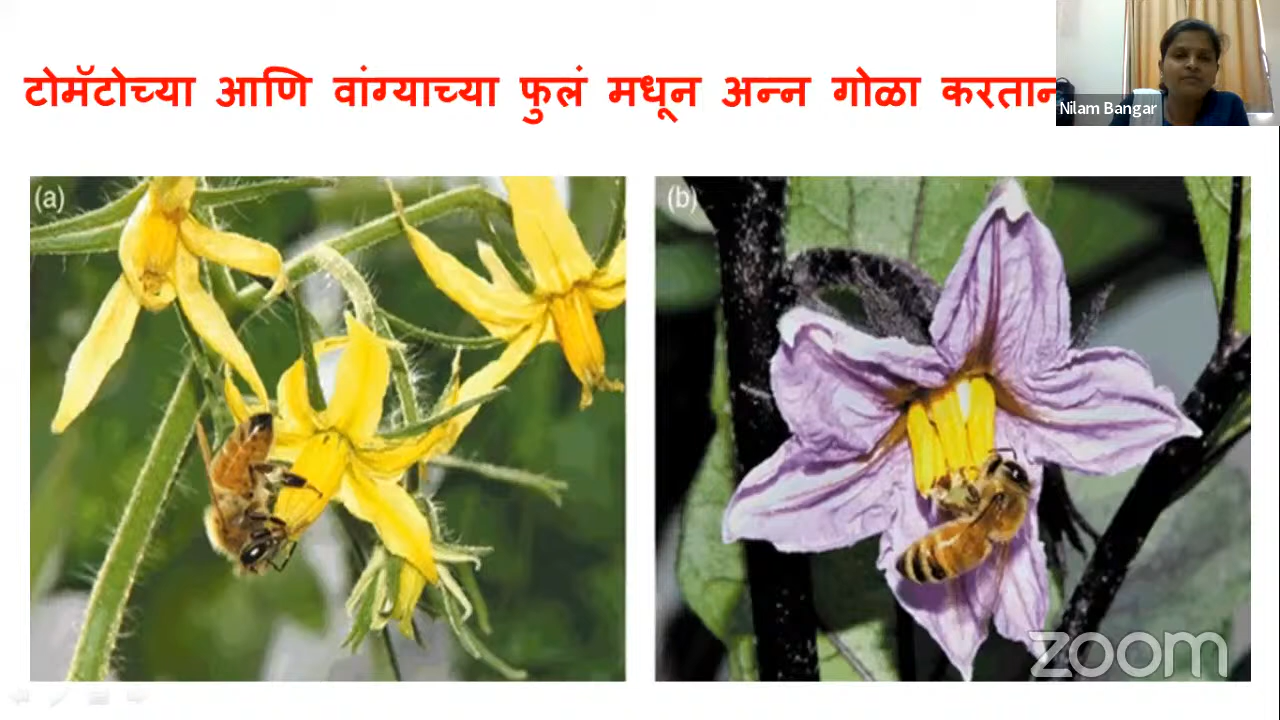 टोमॅटोच्या आणि वांग्याच्या फुलं मधून अन्न गोळा करतान
Nilam Bangar
(a)
(b)
zoom